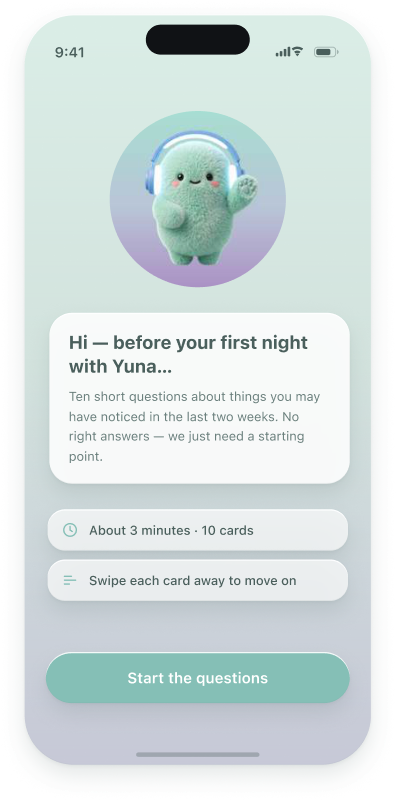 9:41
Hi — before your first night
with Yuna...
Ten short questions about things you may
have noticed in the last two weeks. No
right answers — we just need a starting
point.
About 3 minutes · 10 cards
Swipe each card away to move on
Start the questions